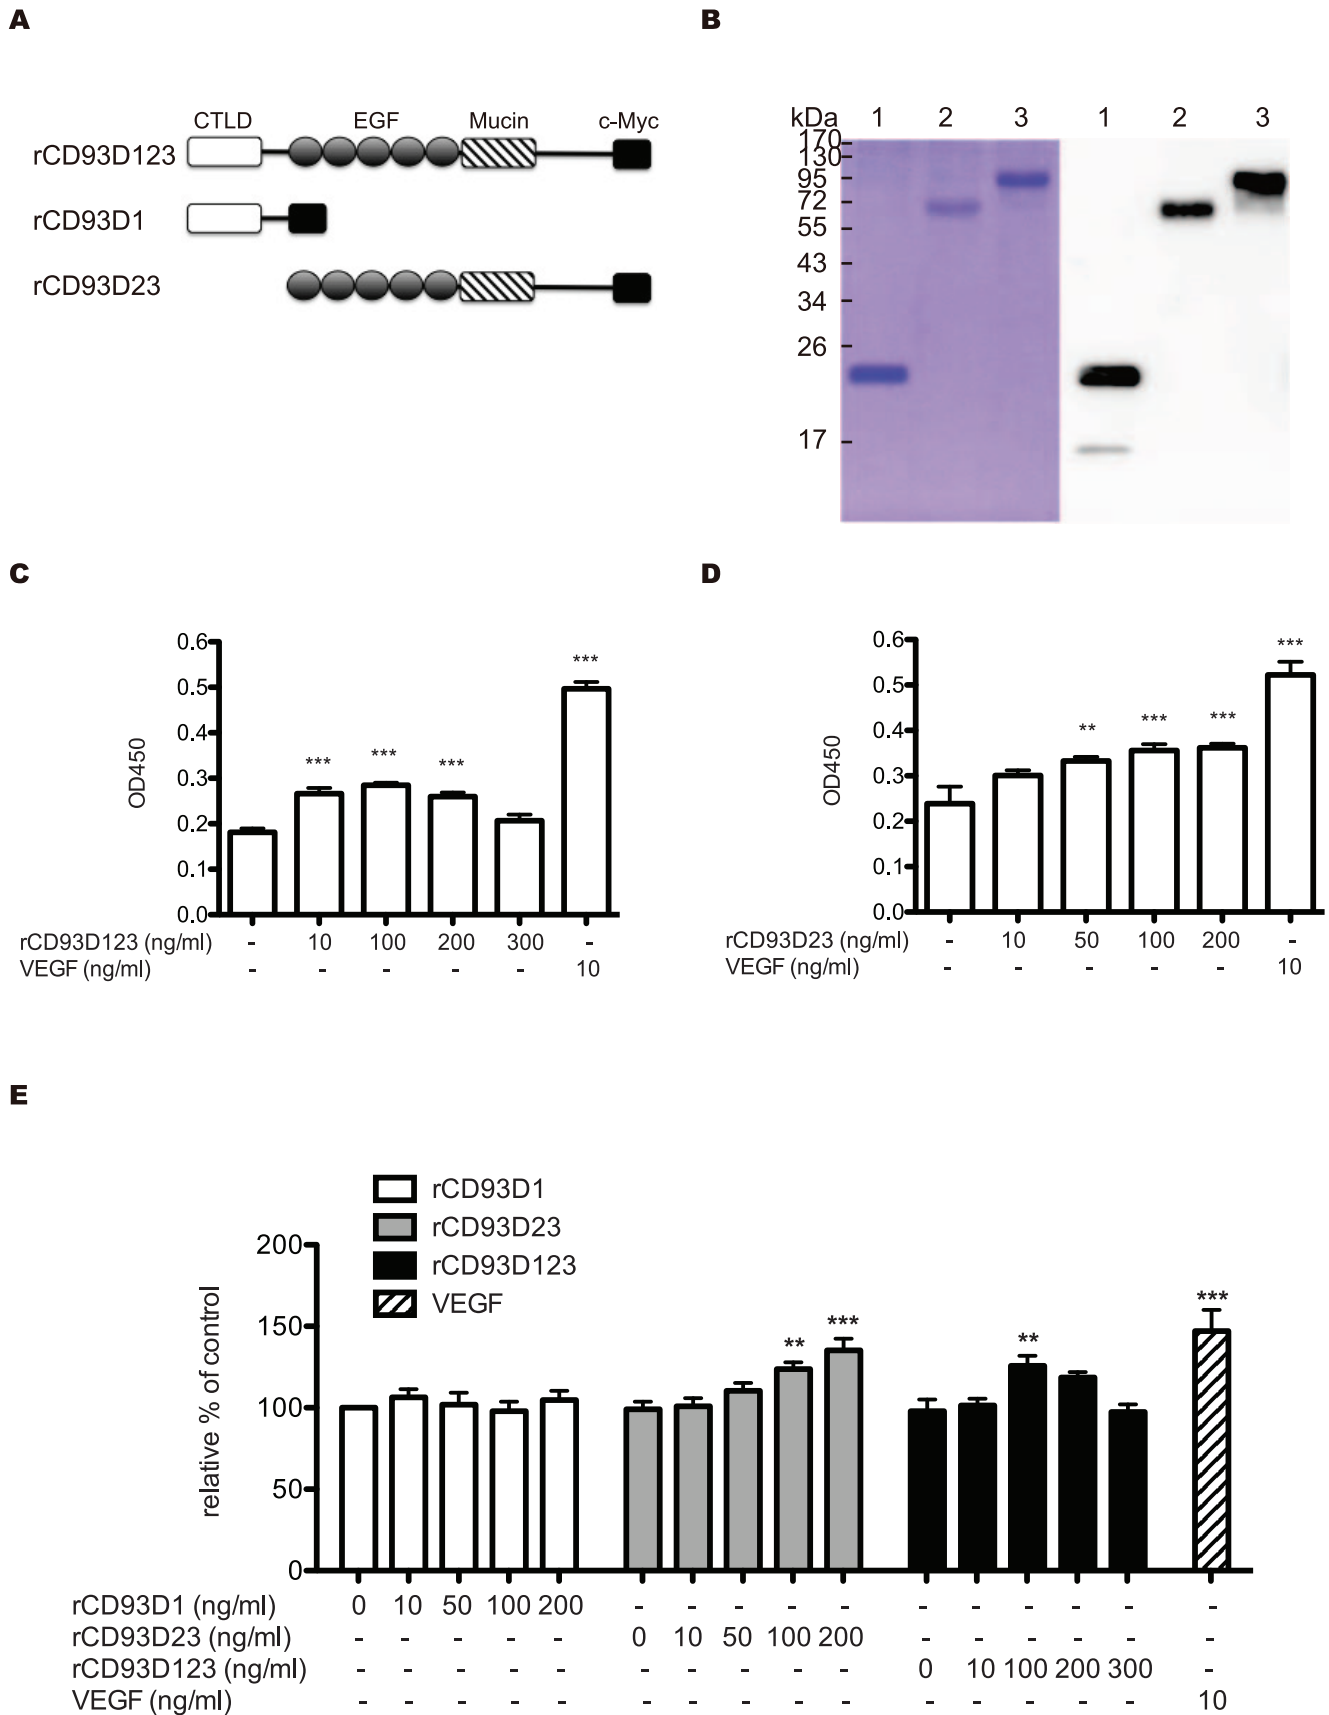 A
CTLD EGF Mucin c-Myc
rCD93D123
rCD93D1
rCD93D23
B
kDa 1 2 3 1 2 3
170
130
95
72
55
43
34
26
17
C
0.6
0.5
0.4
0.3
0.2
0.1
0.0
OD450
*** *** *** ***
rCD93D123 (ng/ml) - 10 100 200 300 -
VEGF (ng/ml) - - - - - 10
D
0.6
0.5
0.4
0.3
0.2
0.1
0.0
OD450
** *** *** ***
rCD93D23 (ng/ml) - 10 50 100 200 -
VEGF (ng/ml) - - - - - 10
E
rCD93D1
rCD93D23
rCD93D123
VEGF
200
150
100
50
0
relative % of control
** *** ** ***
rCD93D1 (ng/ml) 0 10 50 100 200 - - - - - - - - - - -
rCD93D23 (ng/ml) - - - - - 0 10 50 100 200 - - - - - -
rCD93D123 (ng/ml) - - - - - - - - - - 0 10 100 200 300 -
VEGF (ng/ml) - - - - - - - - - - - - - - - 10